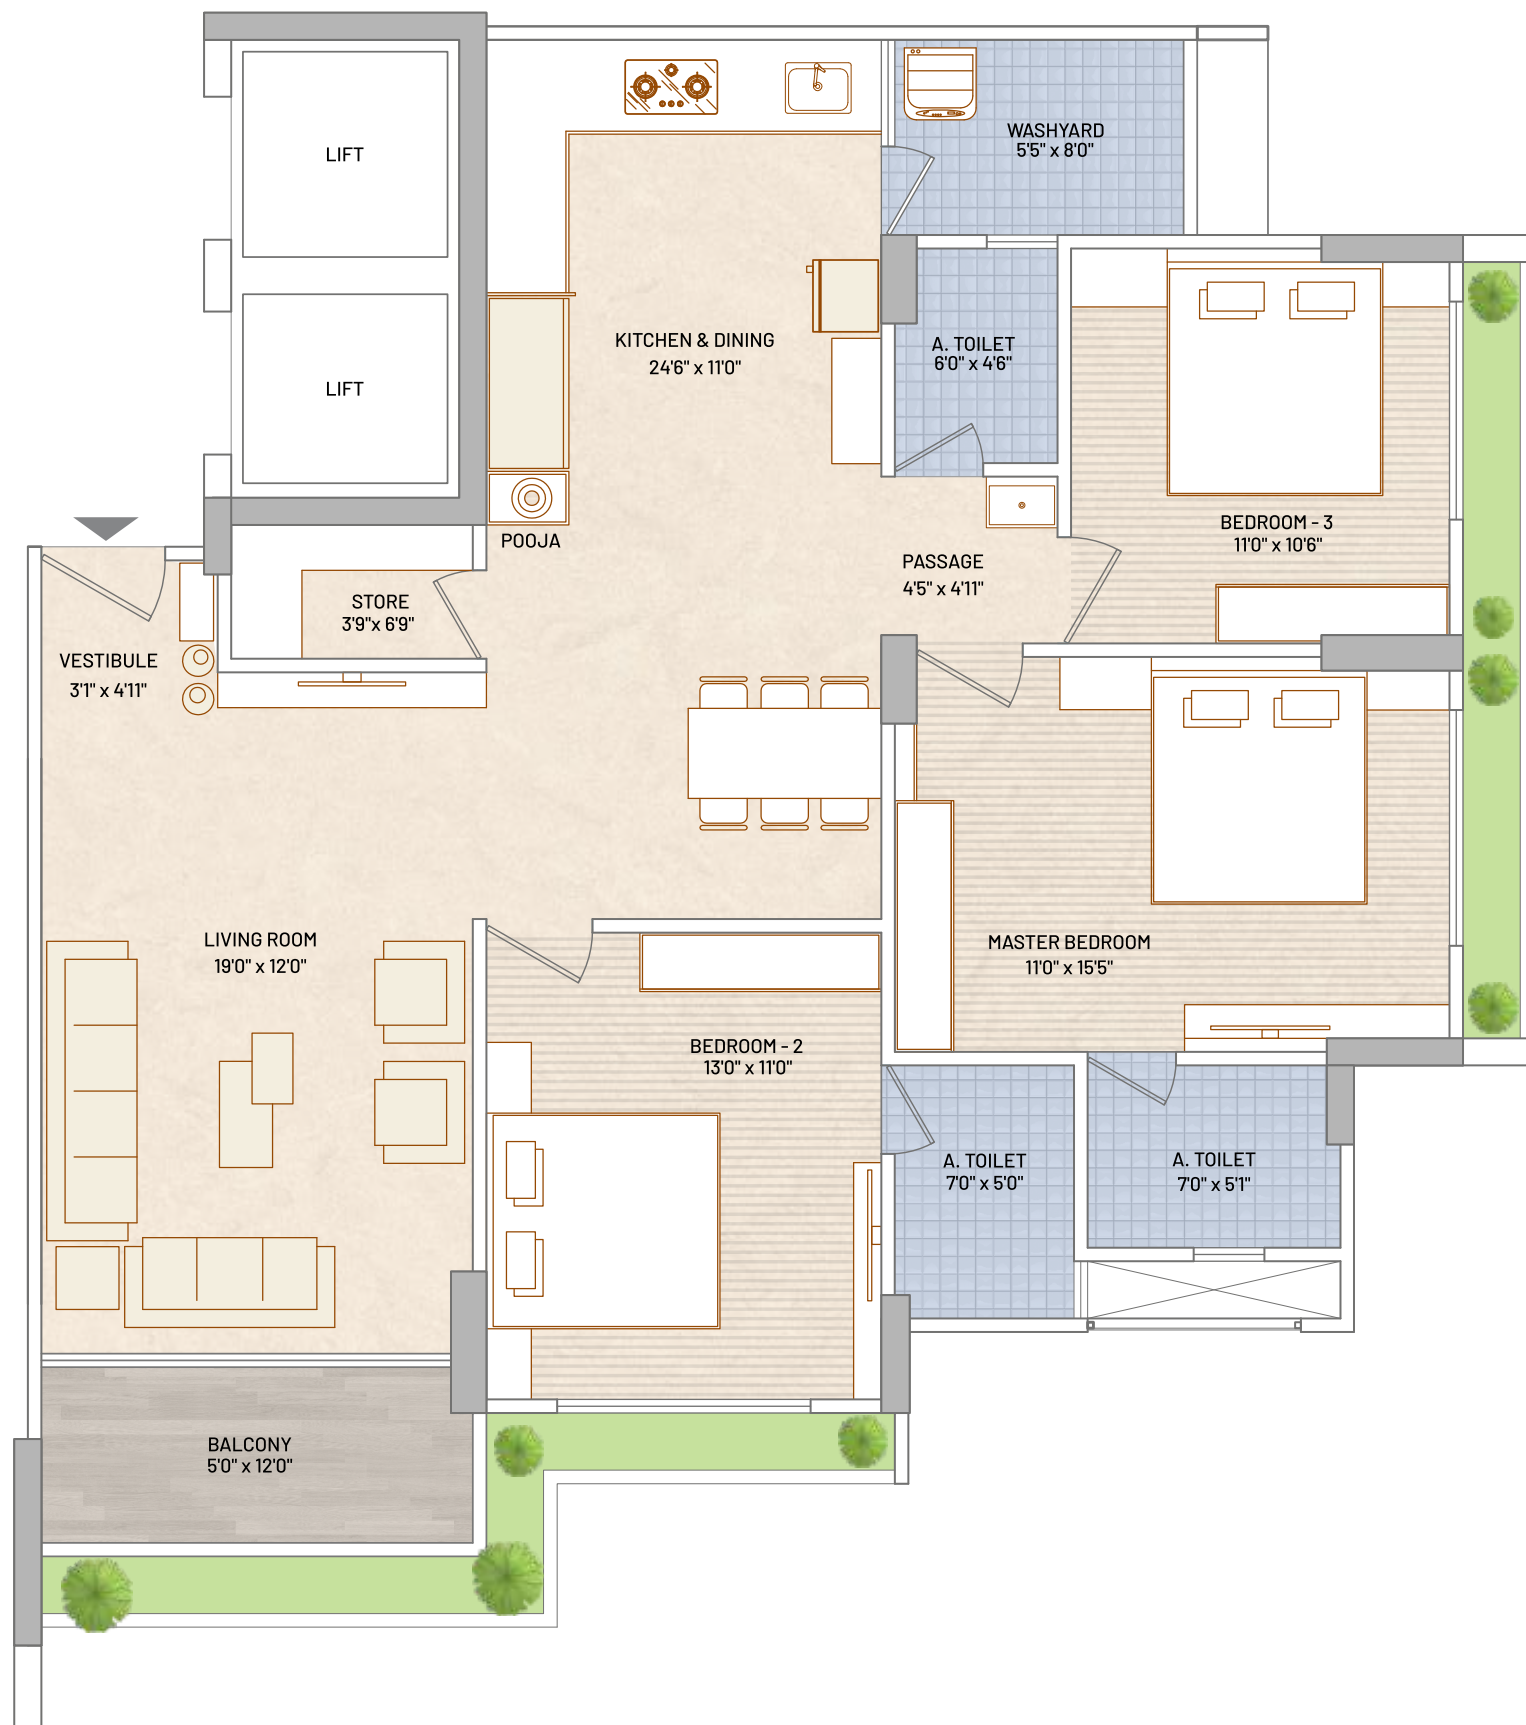 LIFT
WASHYARD
5'5" x 8'0"
LIFT
KITCHEN & DINING
24'6" x 11'0"
A. TOILET
6'0" x 4'6"
BEDROOM - 3
11'0" x 10'6"
POOJA
PASSAGE
4'5" x 4'11"
STORE
3'9"x 6'9"
VESTIBULE
3'1" x 4'11"
LIVING ROOM
19'0" x 12'0"
MASTER BEDROOM
11'0" x 15'5"
BEDROOM - 2
13'0" x 11'0"
A. TOILET
7'0" x 5'0"
A. TOILET
7'0" x 5'1"
BALCONY
5'0" x 12'0"